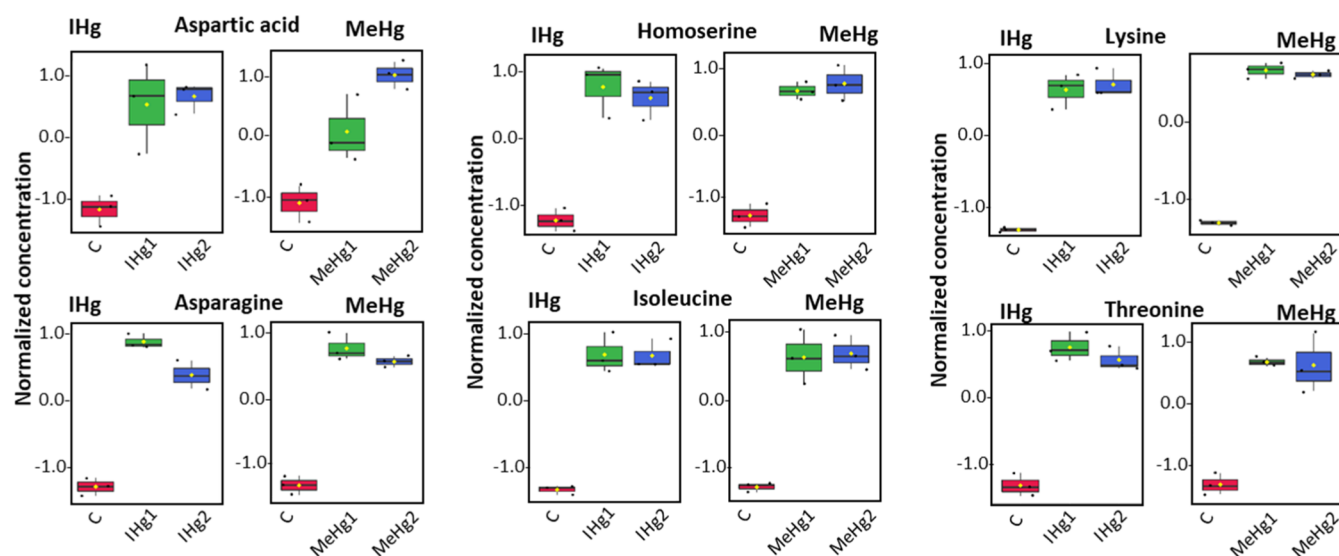 Normalized concentration
IHg Aspartic acid MeHg
1.0
0.0
-1.0
C IHg1 IHg2
1.0
0.0
-1.0
C MeHg1 MeHg2
IHg Asparagine MeHg
1.0
0.0
-1.0
C IHg1 IHg2
1.0
0.0
-1.0
C MeHg1 MeHg2
Normalized concentration
IHg Homoserine MeHg
1.0
0.0
-1.0
C IHg1 IHg2
1.0
0.0
-1.0
C MeHg1 MeHg2
IHg Isoleucine MeHg
1.0
0.0
-1.0
C IHg1 IHg2
1.0
0.0
-1.0
C MeHg1 MeHg2
Normalized concentration
IHg Lysine MeHg
1.0
0.0
-1.0
C IHg1 IHg2
0.0
-1.0
C MeHg1 MeHg2
IHg Threonine MeHg
1.0
0.0
-1.0
C IHg1 IHg2
1.0
0.0
-1.0
C MeHg1 MeHg2